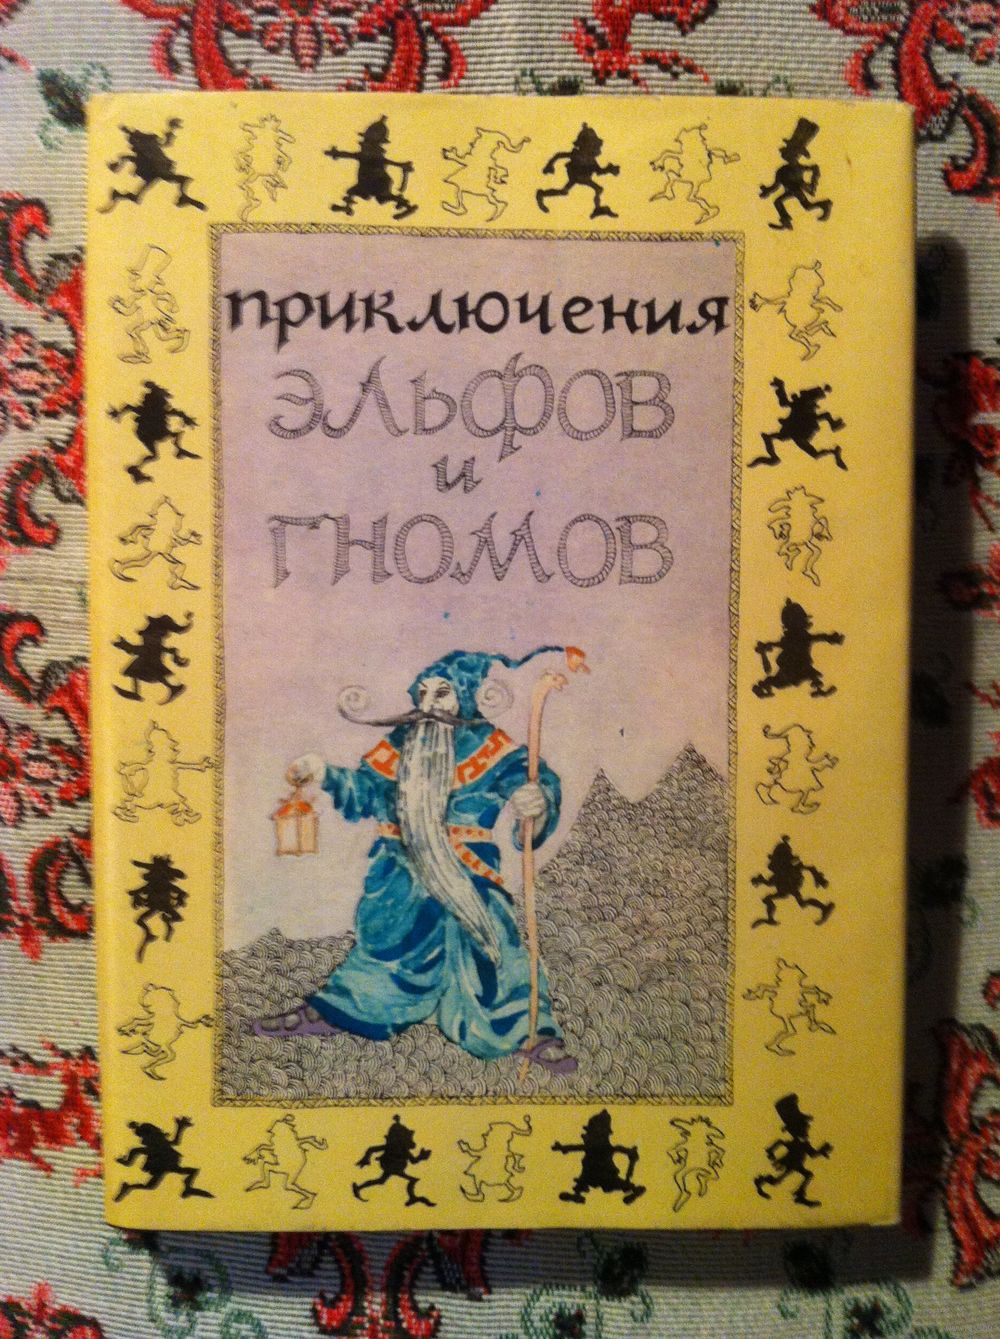 приключения
эльфов
и
гномов